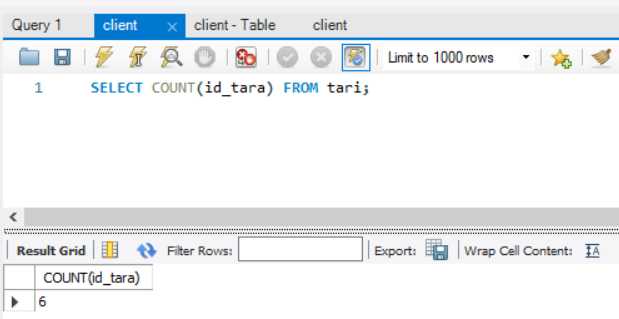 Query 1 client client - Table client
Limit to 1000 rows
1 SELECT COUNT(id_tara) FROM tari;
Result Grid Filter Rows: Export: Wrap Cell Content: IA
COUNT(id_tara)
6